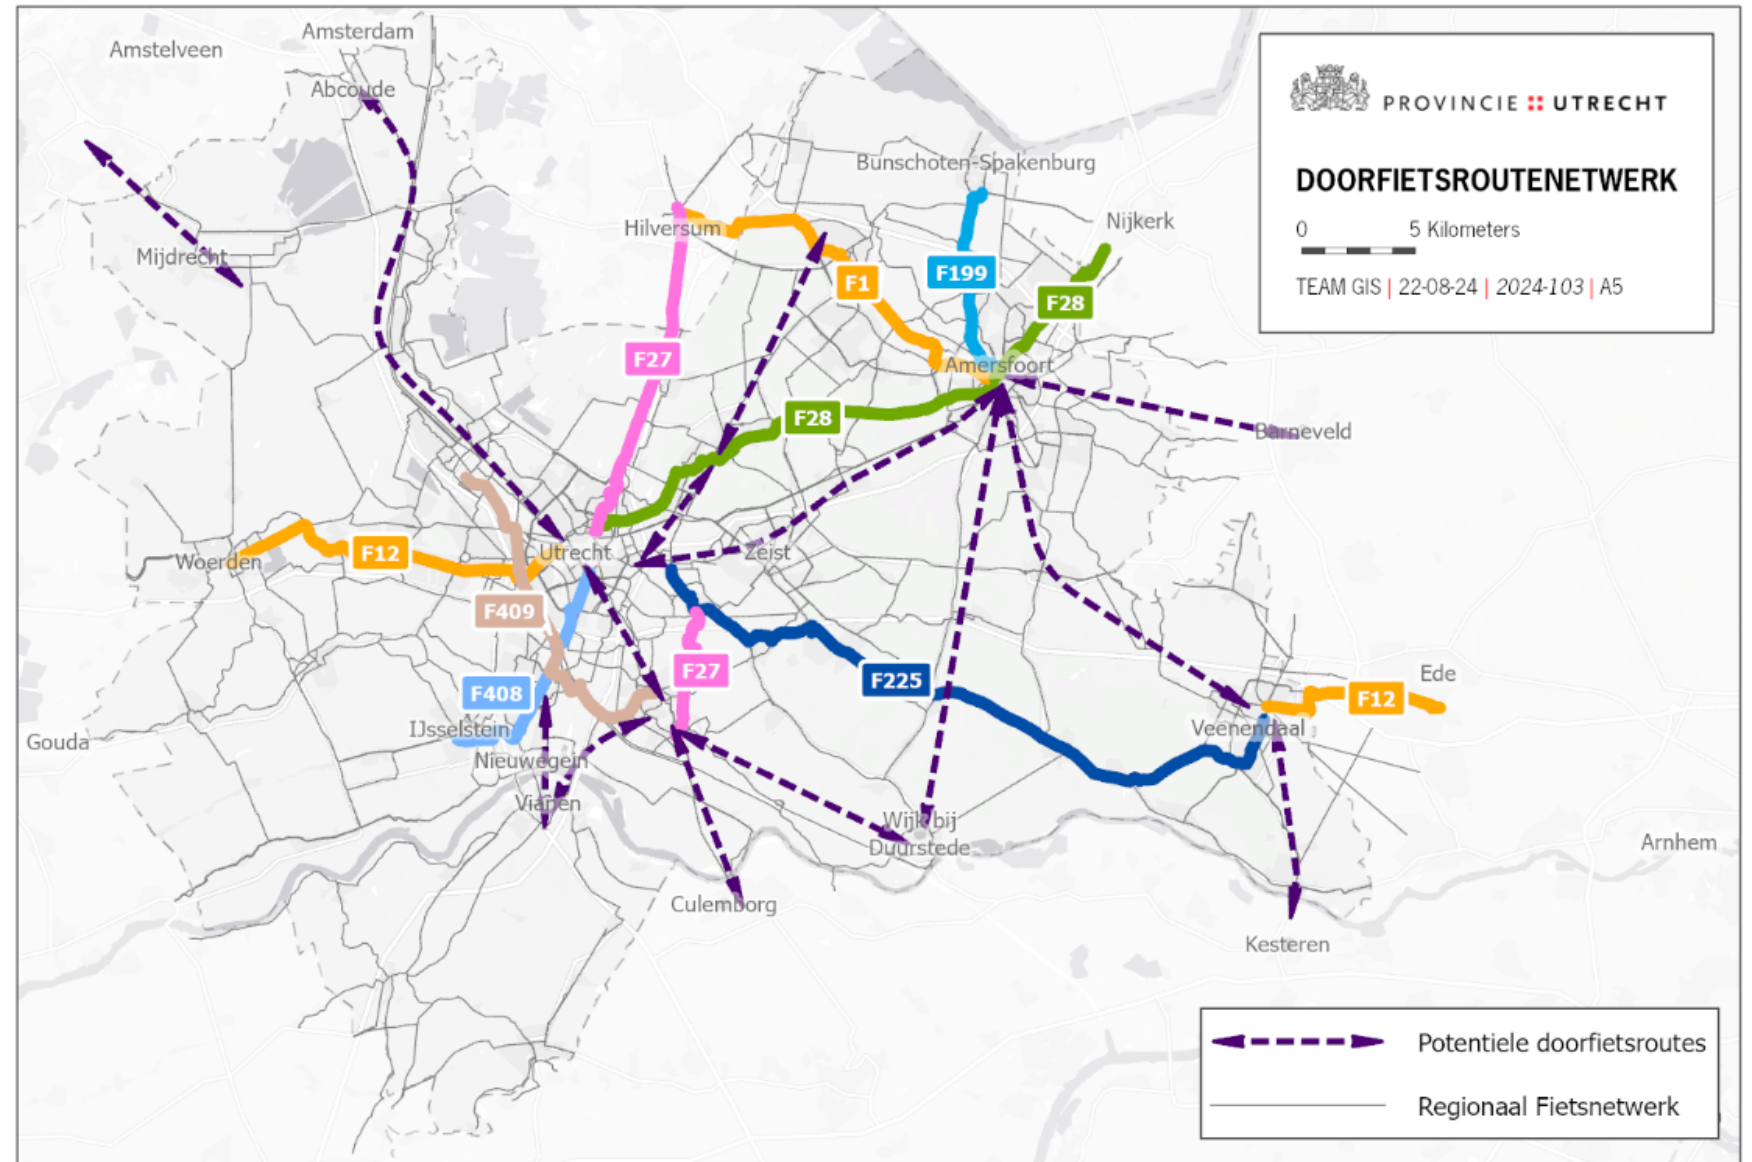 Amsterdam
Amstelveen
Abcoude
PROVINCIE UTRECHT
DOORFIETSROUTENETWERK
0 5 Kilometers
TEAM GIS | 22-08-24 | 2024-103 | A5
Bunschoten-Spakenburg
Nijkerk
Hilversum
Mijdrecht
F199
F1
F28
F27
Amersfoort
F28
Barneveld
Utrecht
Zeist
F12
Woerden
F409
F27
F225
Ede
F408
F12
IJsselstein
Veenendaal
Gouda
Nieuwegein
Vianen
Wijk bij
Duurstede
Arnhem
Culemborg
Kesteren
Potentiele doorfietsroutes
Regionaal Fietsnetwerk